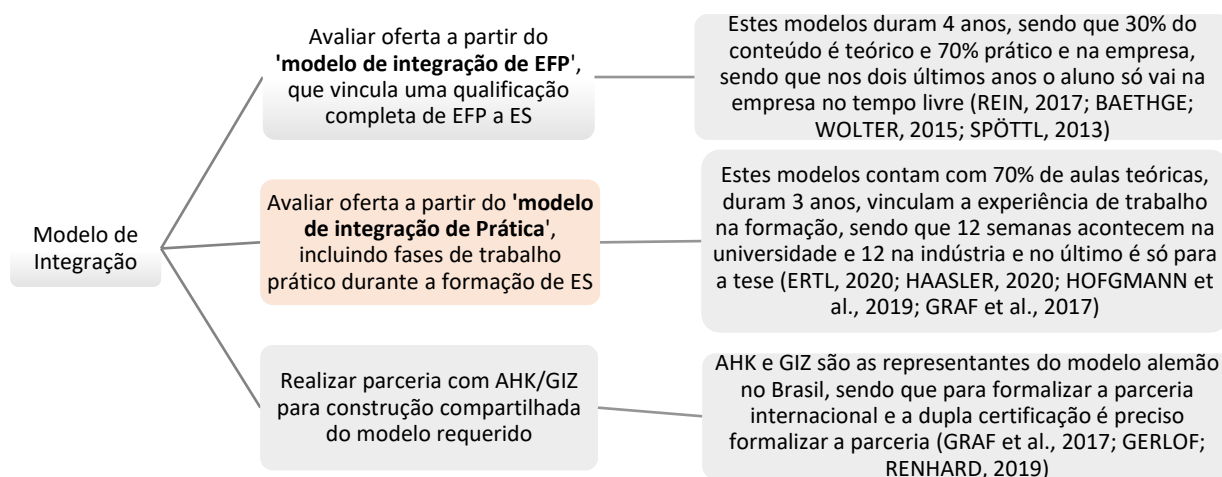 Modelo de
Integração
Avaliar oferta a partir do
'modelo de integração de EFP',
que vincula uma qualificação
completa de EFP a ES
Estes modelos duram 4 anos, sendo que 30% do
conteúdo é teórico e 70% prático e na empresa,
sendo que nos dois últimos anos o aluno só vai na
empresa no tempo livre (REIN, 2017; BAETHGE;
WOLTER, 2015; SPÖTTL, 2013)
Avaliar oferta a partir do 'modelo
de integração de Prática',
incluindo fases de trabalho
prático durante a formação de ES
Estes modelos contam com 70% de aulas teóricas,
duram 3 anos, vinculam a experiência de trabalho
na formação, sendo que 12 semanas acontecem na
universidade e 12 na indústria e no último é só para
a tese (ERTL, 2020; HAASLER, 2020; HOFGMANN et
al., 2019; GRAF et al., 2017)
Realizar parceria com AHK/GIZ
para construção compartilhada
do modelo requerido
AHK e GIZ são as representantes do modelo alemão
no Brasil, sendo que para formalizar a parceria
internacional e a dupla certificação é preciso
formalizar a parceria (GRAF et al., 2017; GERLOF;
RENHARD, 2019)